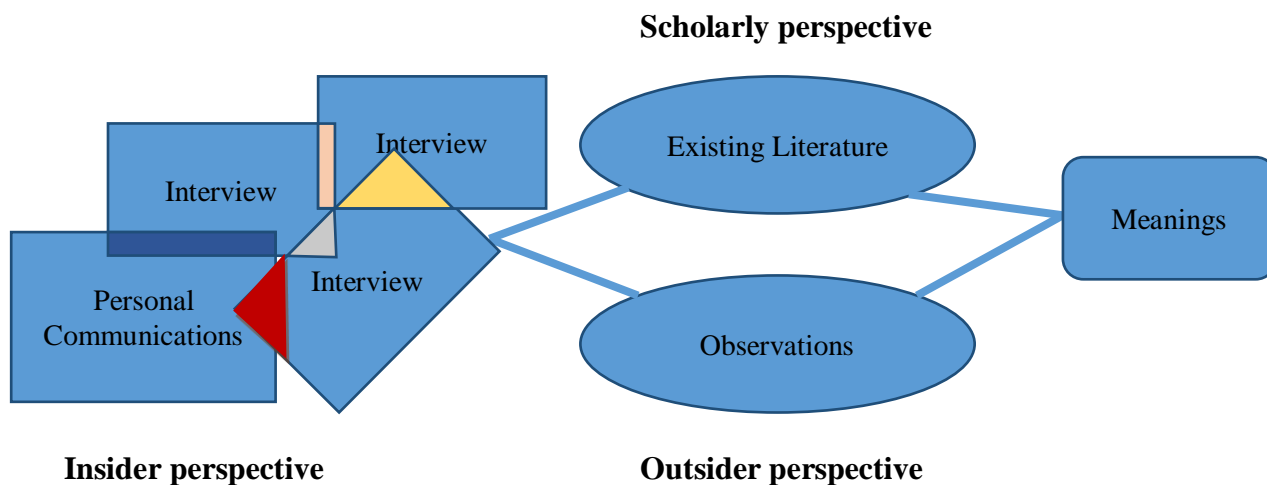 Scholarly perspective
Interview
Existing Literature
Interview
Meanings
Interview
Personal
Communications
Observations
Insider perspective
Outsider perspective